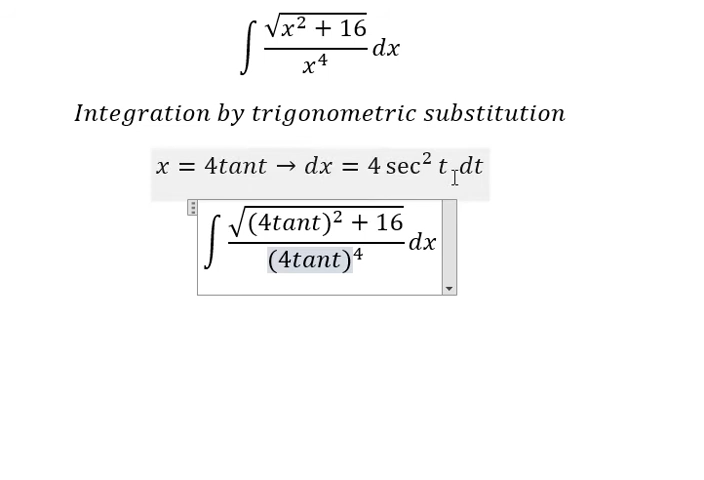 ∫ √(x² + 16) / x⁴ dx
Integration by trigonometric substitution
x = 4tant → dx = 4 sec² t dt
∫ √((4tant)² + 16) / (4tant)⁴ dx